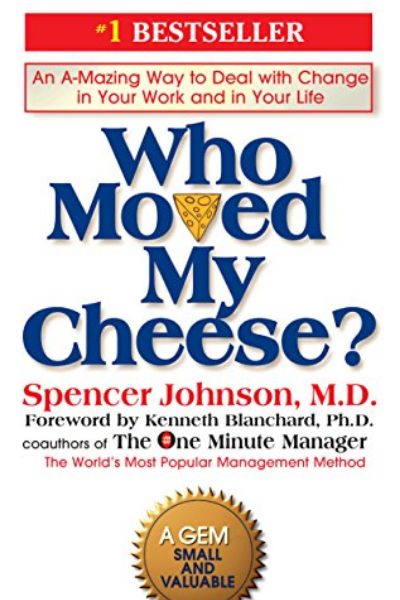 #1 BESTSELLER
An A-Mazing Way to Deal with Change
in Your Work and in Your Life
Who
Moved
My
Cheese?
Spencer Johnson, M.D.
Foreword by Kenneth Blanchard, Ph.D.
coauthors of The One Minute Manager
The World's Most Popular Management Method
A GEM
SMALL
AND
VALUABLE